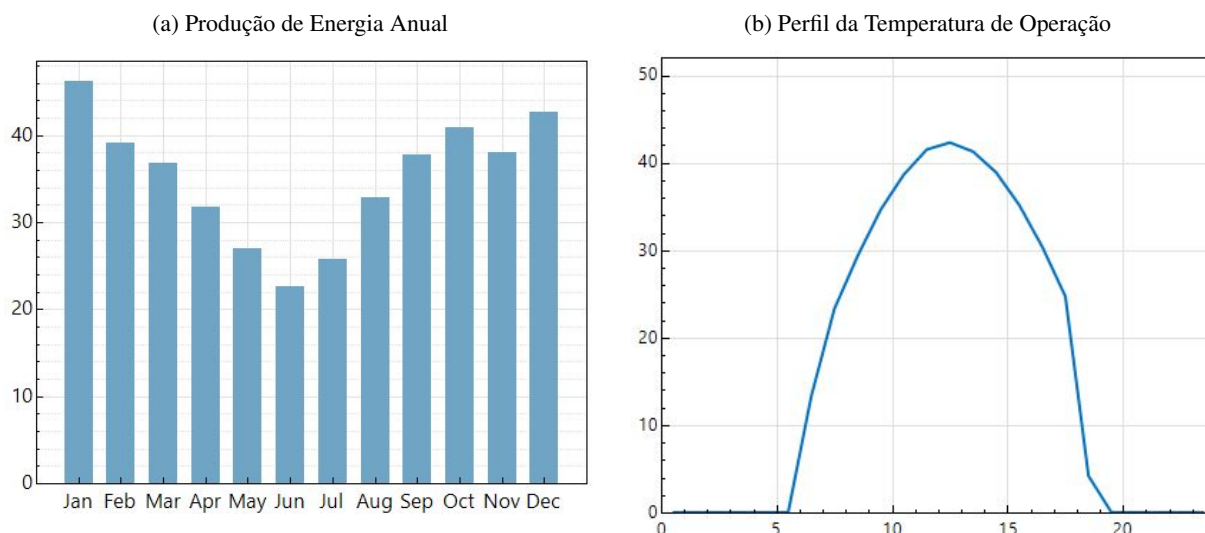 (a) Produção de Energia Anual
40
30
20
10
0
Jan Feb Mar Apr May Jun Jul Aug Sep Oct Nov Dec
(b) Perfil da Temperatura de Operação
50
40
30
20
10
0
0 5 10 15 20